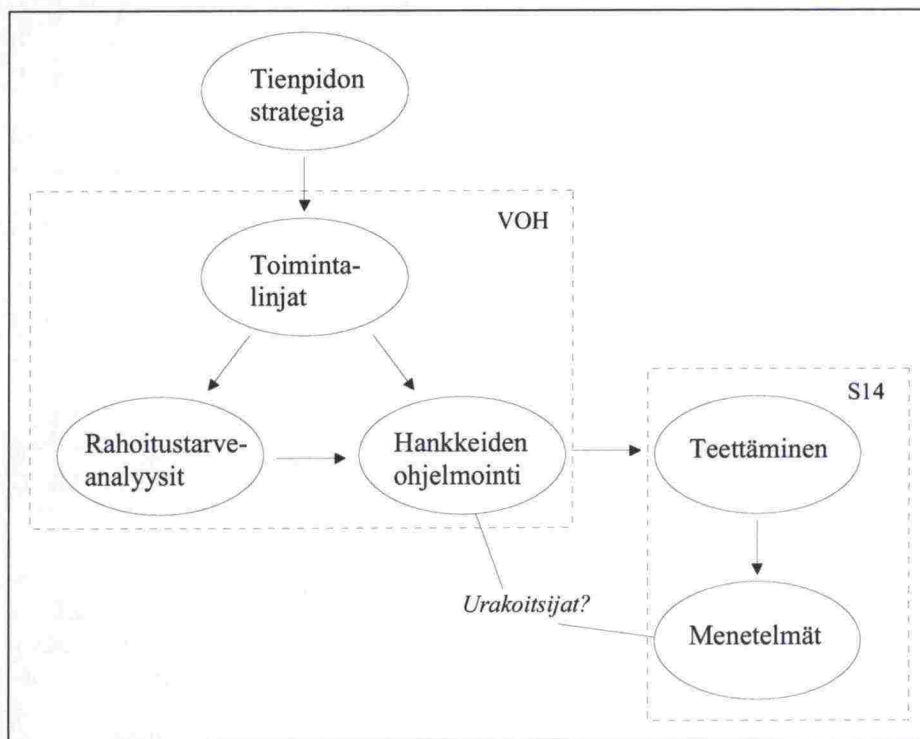 Tienpidon
strategia
VOH
Toiminta-
linjat
S14
Rahoitustarve-
analyysit
Hankkeiden
ohjelmointi
Teettäminen
Urakoitsijat?
Menetelmät